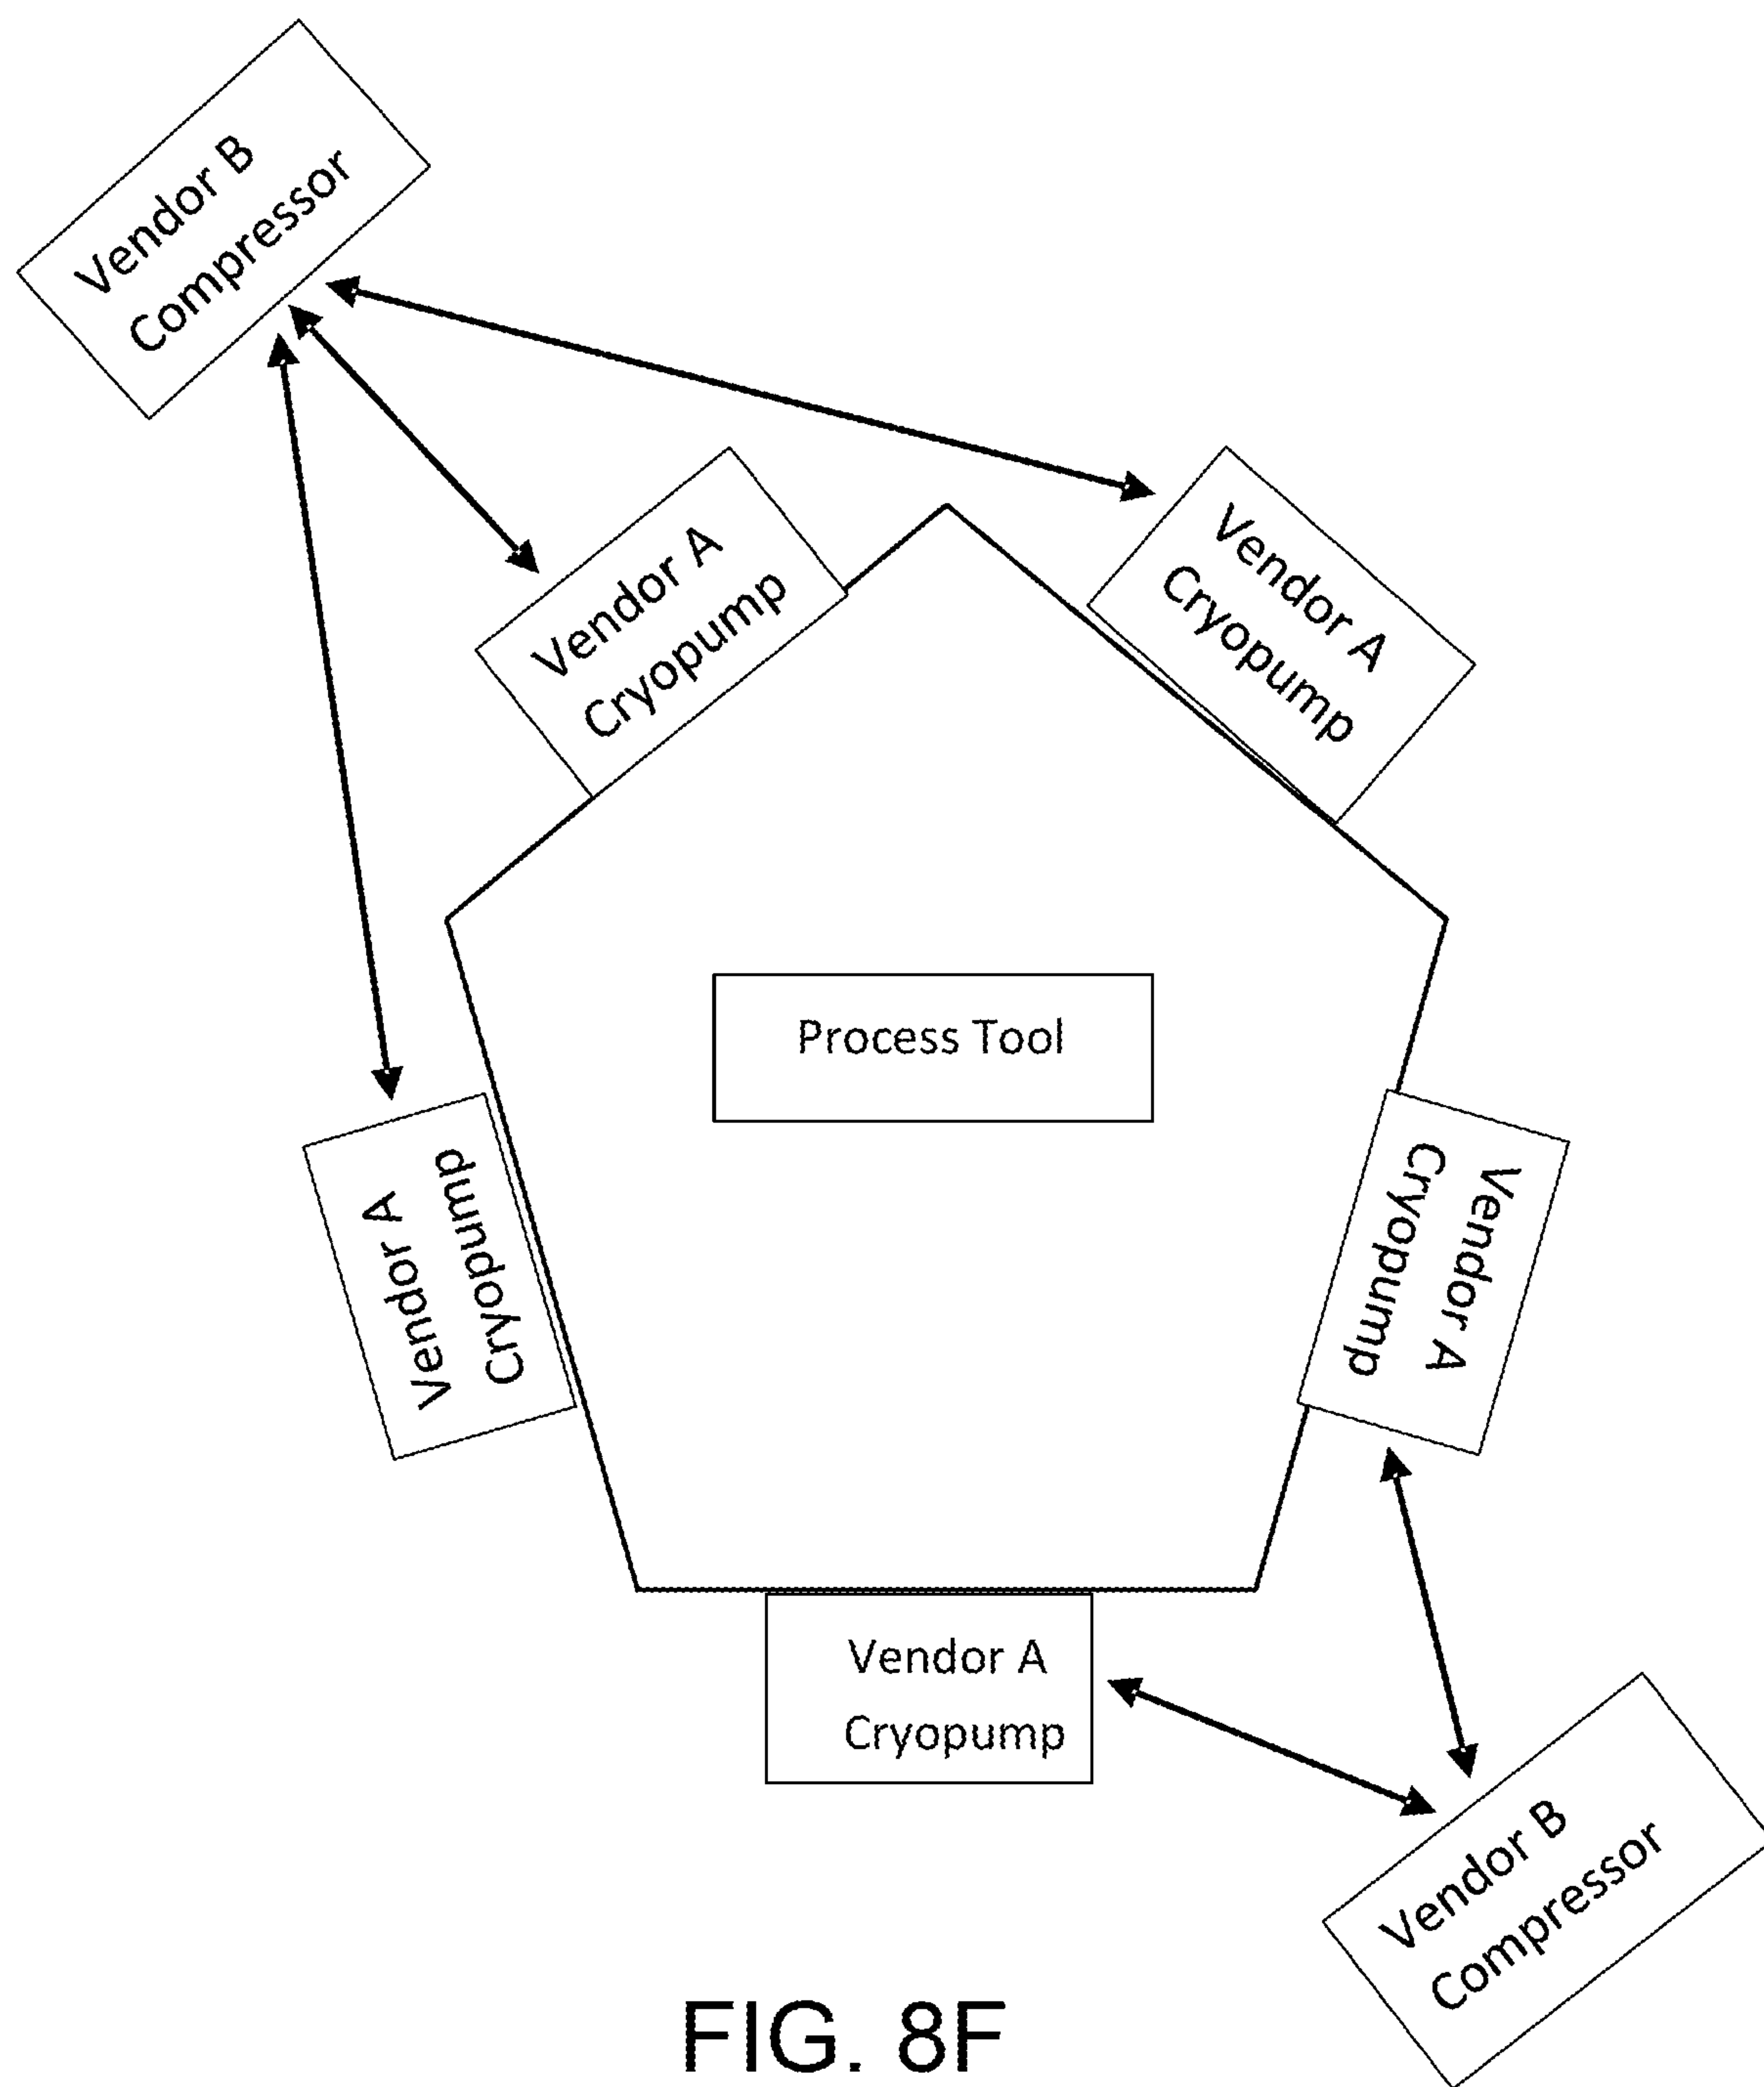 Vendor B
Compressor
Vendor A
Cryopump
Vendor A
Cryopump
Process Tool
Vendor A
Cryopump
Vendor A
Cryopump
Vendor A
Cryopump
Vendor B
Compressor
FIG. 8F